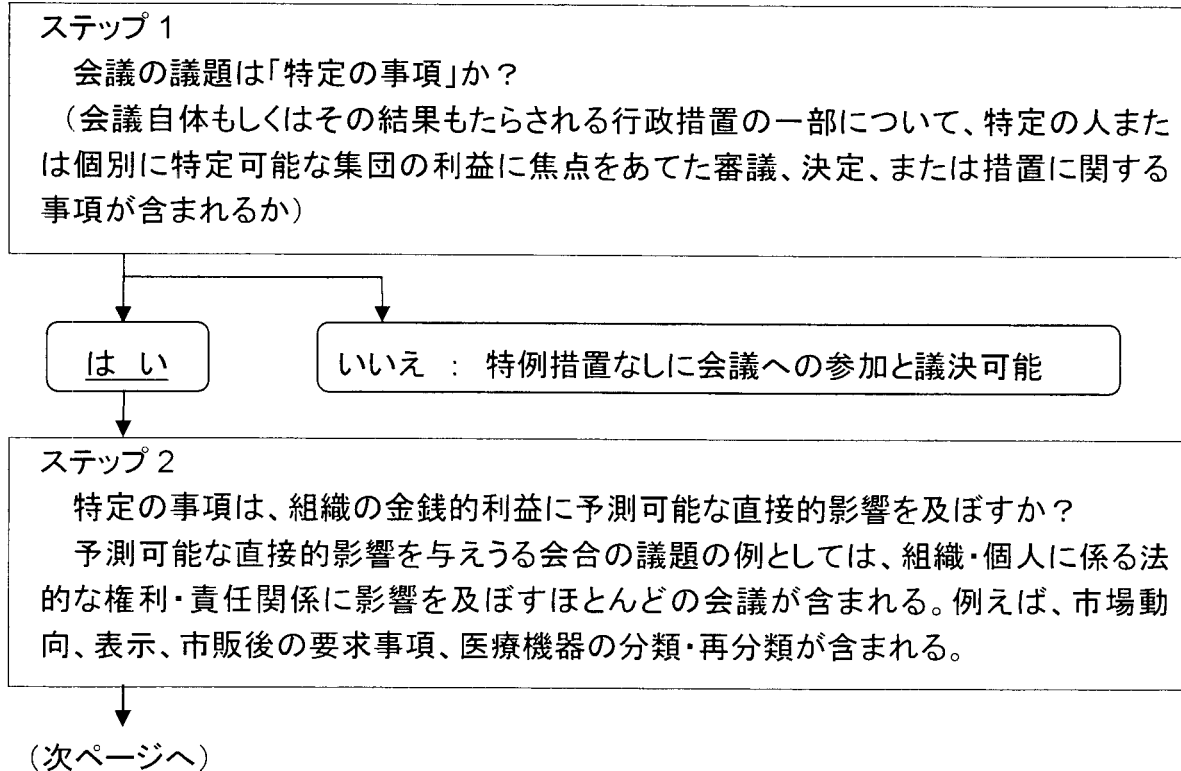 ステップ 1
会議の議題は「特定の事項」か？
（会議自体もしくはその結果もたらされる行政措置の一部について、特定の人また
は個別に特定可能な集団の利益に焦点をあてた審議、決定、または措置に関する
事項が含まれるか）
は い
いいえ ： 特例措置なしに会議への参加と議決可能
ステップ 2
特定の事項は、組織の金銭的利益に予測可能な直接的影響を及ぼすか？
予測可能な直接的影響を与えうる会合の議題の例としては、組織・個人に係る法
的な権利・責任関係に影響を及ぼすほとんどの会議が含まれる。例えば、市場動
向、表示、市販後の要求事項、医療機器の分類・再分類が含まれる。
（次ページへ）